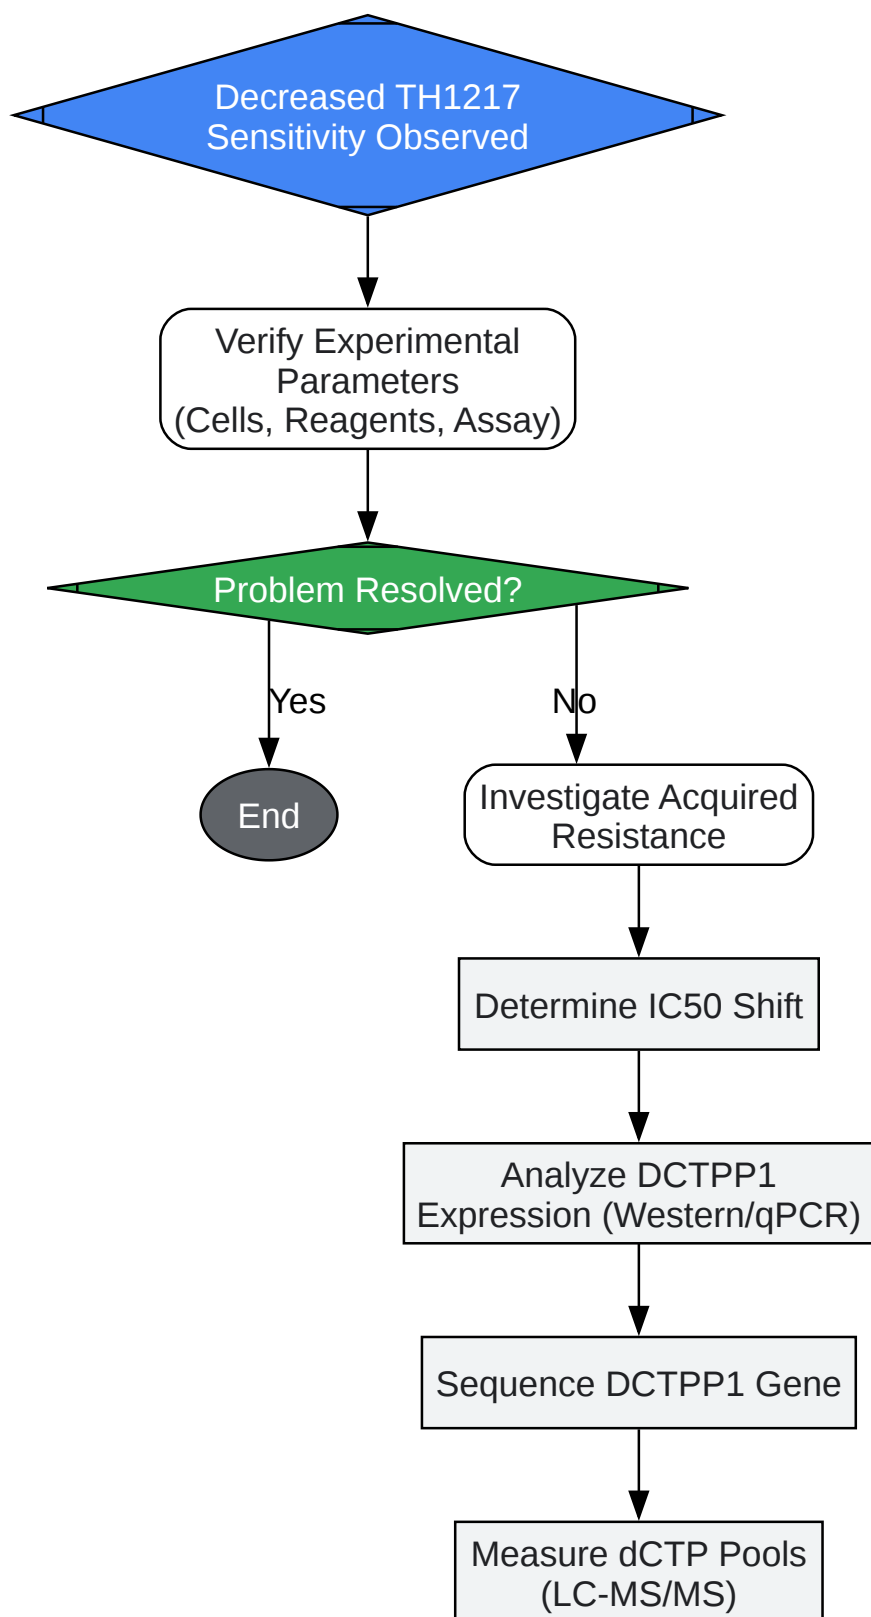 Decreased TH1217
Sensitivity Observed
Verify Experimental
Parameters
(Cells, Reagents, Assay)
Problem Resolved?
Yes
No
End
Investigate Acquired
Resistance
Determine IC50 Shift
Analyze DCTPP1
Expression (Western/qPCR)
Sequence DCTPP1 Gene
Measure dCTP Pools
(LC-MS/MS)